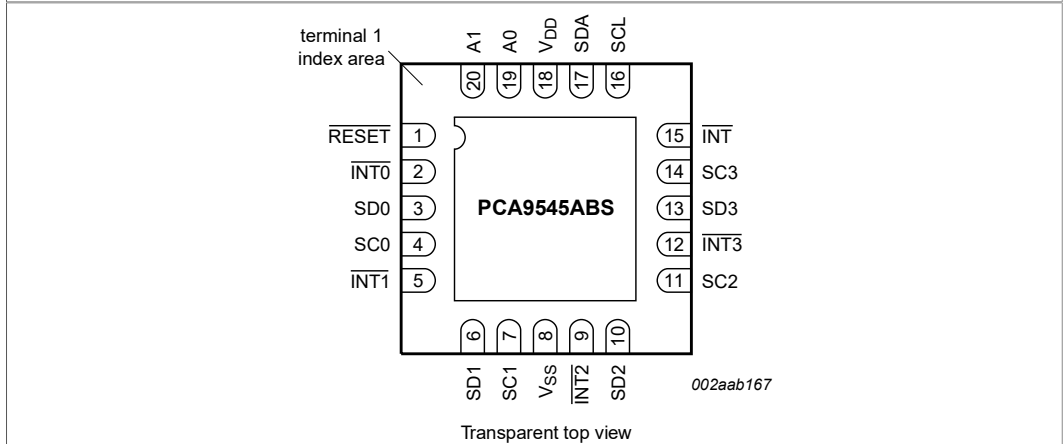 terminal 1
index area
A1
A0
VDD
SDA
SCL
20
19
18
17
16
RESET
1
INT0
2
SD0
3
SC0
4
INT1
5
PCA9545ABS
15
INT
14
SC3
13
SD3
12
INT3
11
SC2
6
7
8
9
10
SD1
SC1
VSS
INT2
SD2
002aab167
Transparent top view